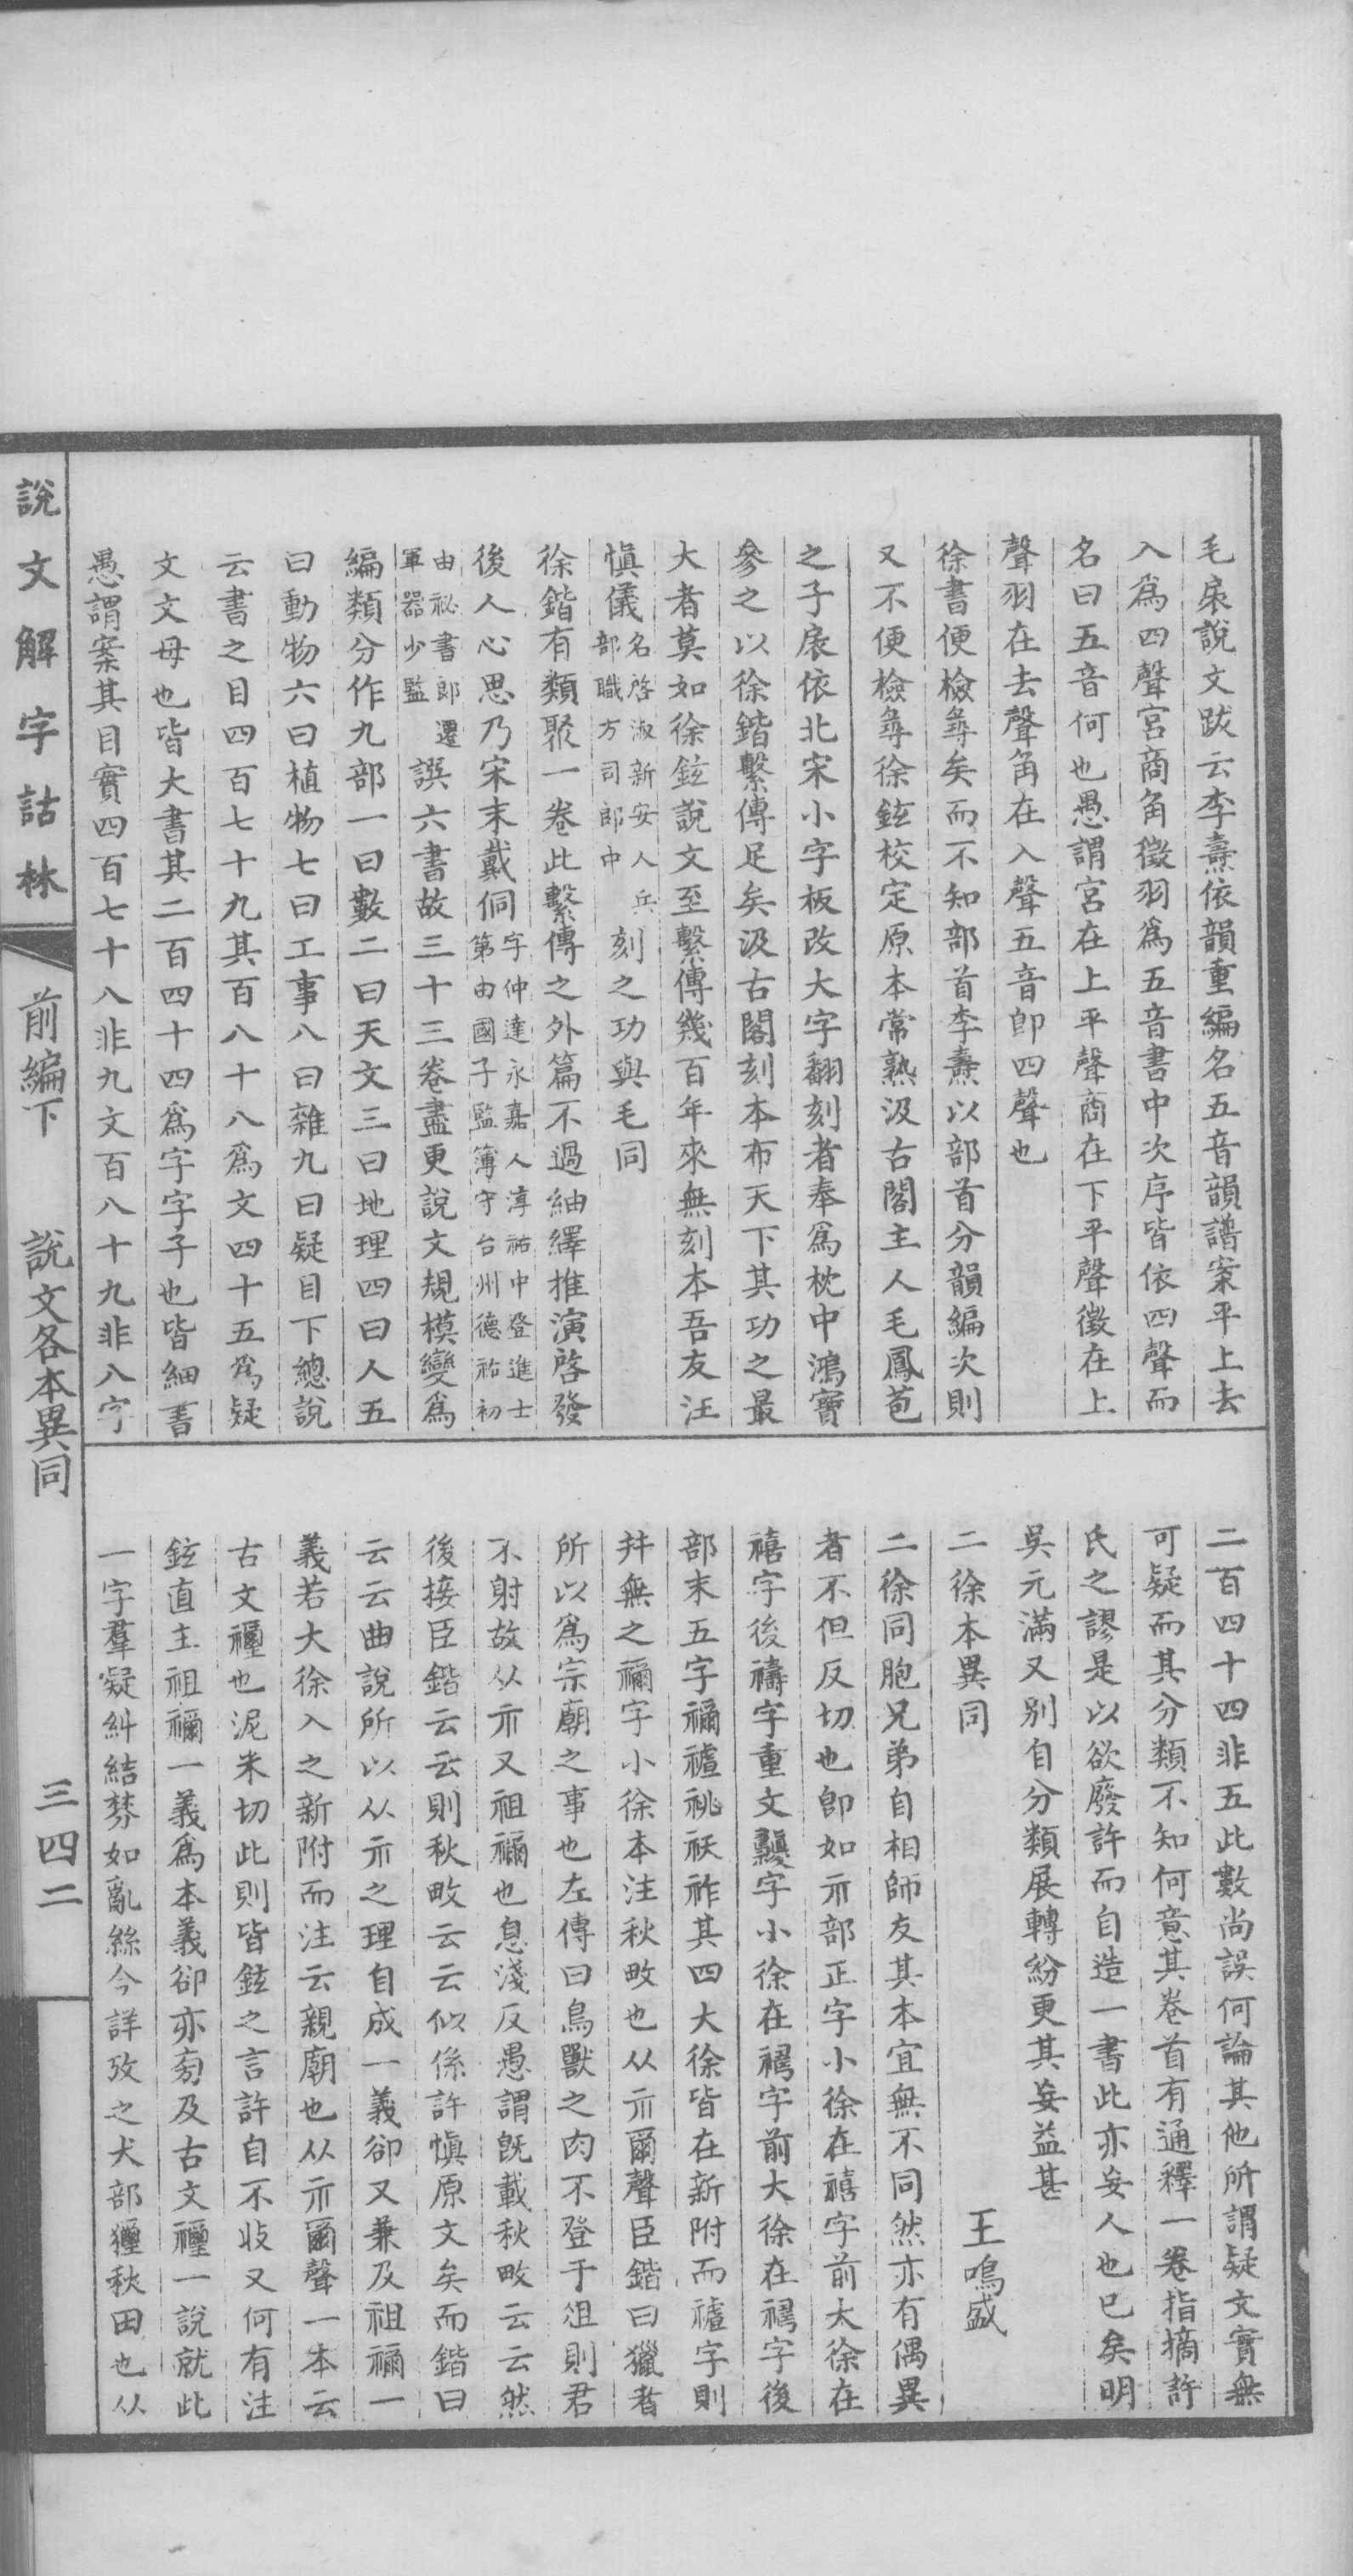 毛扆說文跋云李燾依韻重編名五音韻譜案平上去
入爲四聲宮商角徵羽爲五音書中次序皆依四聲而
名曰五音何也愚謂宮在上平聲商在下平聲徵在上
聲羽在去聲角在入聲五音卽四聲也
徐書便檢尋矣而不知部首李燾以部首分韻編次則
又不便檢尋徐鉉校定原本常熟汲古閣主人毛鳳苞
之子扆依北宋小字板改大字翻刻者奉爲枕中鴻寶
參之以徐鍇繫傳足矣汲古閣刻本布天下其功之最
大者莫如徐鉉說文至繫傳幾百年來無刻本吾友汪
愼儀名啓淑新安人兵部職方司郎中刻之功與毛同
徐鍇有類聚一卷此繫傳之外篇不過紬繹推演啓發
後人心思乃宋末戴侗字仲達永嘉人淳祐中登進士第由國子監簿守台州德祐初
由祕書郎遷軍器少監譔六書故三十三卷盡更說文規模變爲
編類分作九部一曰數二曰天文三曰地理四曰人五
曰動物六曰植物七曰工事八曰雜九曰疑目下總說
云書之目四百七十九其百八十八爲文四十五爲疑
文文母也皆大書其二百四十四爲字字子也皆細書
愚謂案其目實四百七十八非九文百八十九非八字
二百四十四非五此數尚誤何論其他所謂疑文實無
可疑而其分類不知何意其卷首有通釋一卷指摘許
氏之謬是以欲廢許而自造一書此亦妄人也已矣明
吳元滿又别自分類展轉紛更其妄益甚
二徐本異同
王鳴盛
二徐同胞兄弟自相師友其本宜無不同然亦有偶異
者不但反切也卽如示部正字小徐在禧字前大徐在
禧字後禱字重文字小徐在禓字前大徐在禓字後
部末五字禰祧祆祚其四大徐皆在新附而字則
幷無之禰字小徐本注秋畋也从示爾聲臣鍇曰獵者
所以爲宗廟之事也左傳曰鳥獸之肉不登于俎則君
不射故从示又祖禰也息淺反愚謂旣載秋畋云云然
後接臣鍇云云則秋畋云云似係許愼原文矣而鍇曰
云云曲說所以从示之理自成一義卻又兼及祖禰一
義若大徐入之新附而注云親廟也从示爾聲一本云
古文𥜗也泥米切此則皆鉉之言許自不收又何有注
鉉直主祖禰一義爲本義卻亦旁及古文𥜗一說就此
一字羣疑糾結棼如亂絲今詳攷之犬部玃秋田也从
說文解字詁林
前編下
說文各本異同
三四二